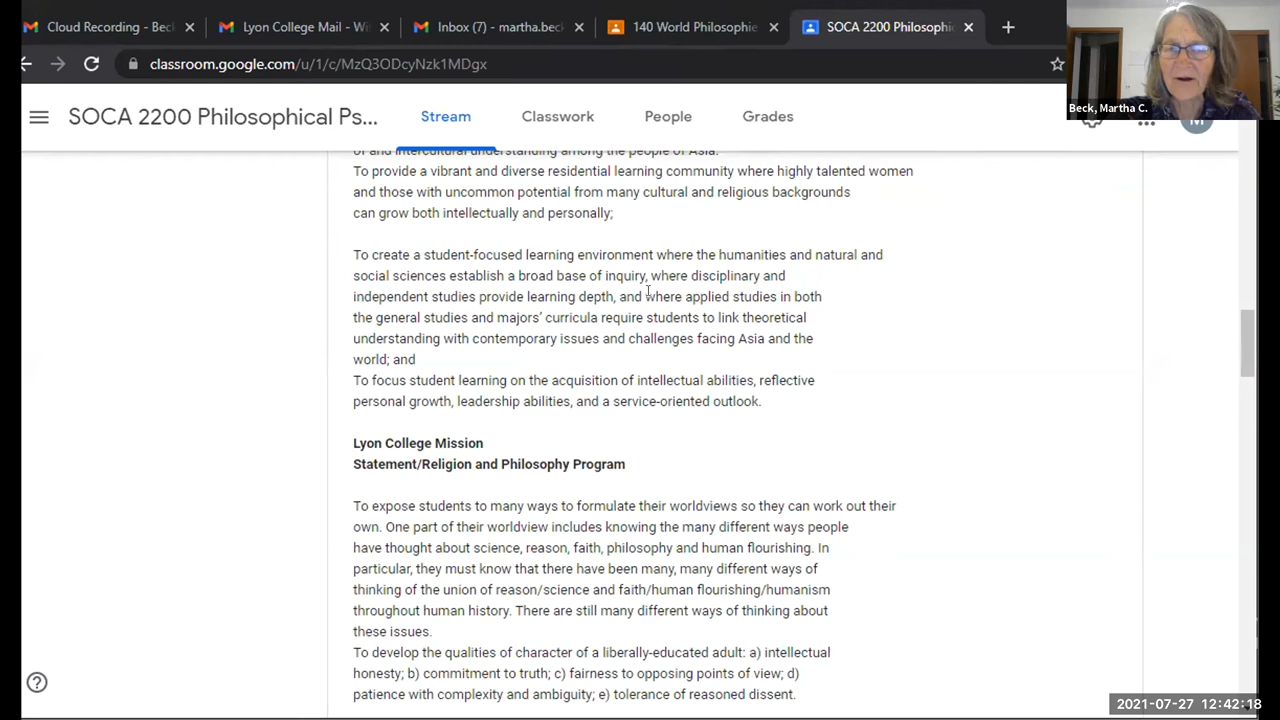 Cloud Recording - Beck
Lyon College Mail - Wi
Inbox (7) - martha.beck
140 World Philosophie
SOCA 2200 Philosophi
classroom.google.com/u/1/c/MzQ3ODcyNzk1MDgx
Beck, Martha C.
SOCA 2200 Philosophical Ps...
Stream
Classwork
People
Grades
of and intercultural understanding among the people of Asia.
To provide a vibrant and diverse residential learning community where highly talented women
and those with uncommon potential from many cultural and religious backgrounds
can grow both intellectually and personally;
To create a student-focused learning environment where the humanities and natural and
social sciences establish a broad base of inquiry, where disciplinary and
independent studies provide learning depth, and where applied studies in both
the general studies and majors’ curricula require students to link theoretical
understanding with contemporary issues and challenges facing Asia and the
world; and
To focus student learning on the acquisition of intellectual abilities, reflective
personal growth, leadership abilities, and a service-oriented outlook.
Lyon College Mission
Statement/Religion and Philosophy Program
To expose students to many ways to formulate their worldviews so they can work out their
own. One part of their worldview includes knowing the many different ways people
have thought about science, reason, faith, philosophy and human flourishing. In
particular, they must know that there have been many, many different ways of
thinking of the union of reason/science and faith/human flourishing/humanism
throughout human history. There are still many different ways of thinking about
these issues.
To develop the qualities of character of a liberally-educated adult: a) intellectual
honesty; b) commitment to truth; c) fairness to opposing points of view; d)
patience with complexity and ambiguity; e) tolerance of reasoned dissent.
2021-07-27 12:42:18